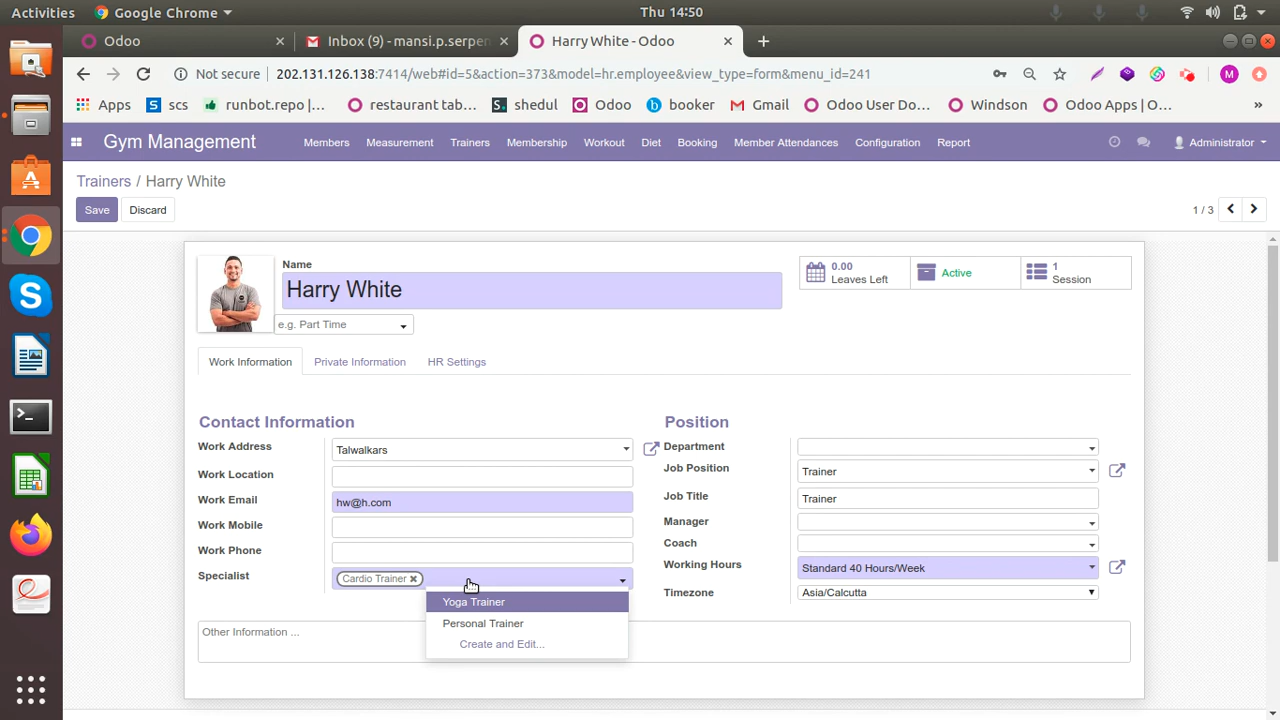 Activities Google Chrome Thu 14:50
Odoo Inbox (9) - mansi.p.serpen Harry White - Odoo
Not secure 202.131.126.138:7414/web#id=5&action=373&model=hr.employee&view_type=form&menu_id=241 M
Apps S scs runbot.repo |... restaurant tab... S. shedul Odoo b booker Gmail Odoo User Do... Windson Odoo Apps | O... »
Gym Management Members Measurement Trainers Membership Workout Diet Booking Member Attendances Configuration Report Administrator
Trainers / Harry White
Save Discard 1 / 3
Name
Harry White
0.00 Leaves Left
Active
1 Session
e.g. Part Time
Work Information Private Information HR Settings
Contact Information
Work Address Talwalkars
Work Location
Work Email hw@h.com
Work Mobile
Work Phone
Specialist Cardio Trainer
Yoga Trainer
Personal Trainer
Create and Edit...
Position
Department
Job Position Trainer
Job Title Trainer
Manager
Coach
Working Hours Standard 40 Hours/Week
Timezone Asia/Calcutta
Other Information ...